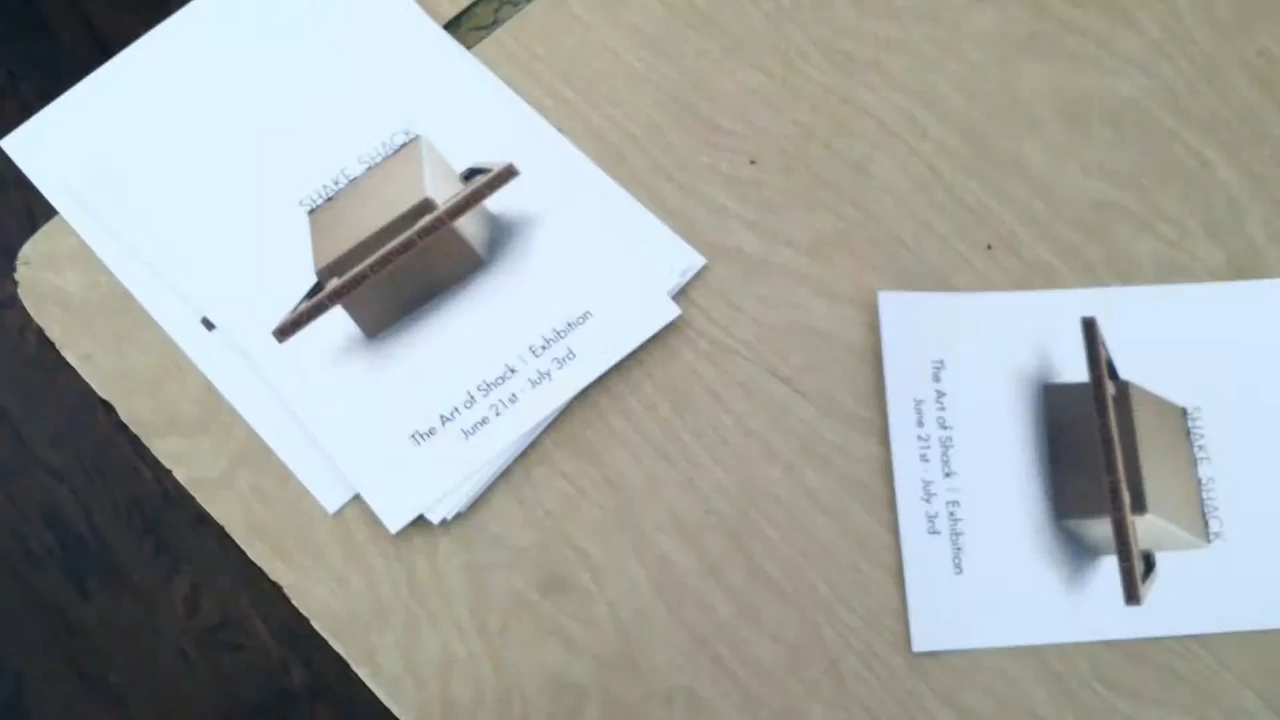 SHAKE SHACK
The Art of Shack | Exhibition
June 21st - July 3rd
SHAKE SHACK
The Art of Shack | Exhibition
June 21st - July 3rd